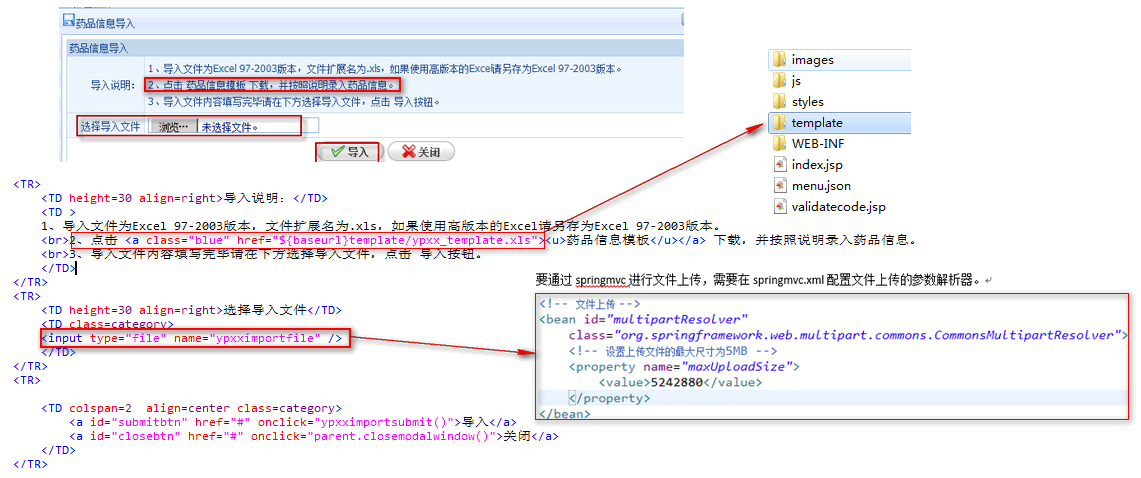 药品信息导入
药品信息导入
导入说明：
1、导入文件为Excel 97-2003版本，文件扩展名为.xls，如果使用高版本的Excel请另存为Excel 97-2003版本。
2、点击 药品信息模板 下载，并按照说明录入药品信息。
3、导入文件内容填写完毕请在下方选择导入文件，点击 导入按钮。
选择导入文件
浏览… 未选择文件。
导入
关闭
images
js
styles
template
WEB-INF
index.jsp
menu.json
validatecode.jsp
<TR>
<TD height=30 align=right>导入说明：</TD>
<TD >
1、导入文件为Excel 97-2003版本，文件扩展名为.xls，如果使用高版本的Excel请另存为Excel 97-2003版本。
<br>2、点击 <a class="blue" href="${baseurl}template/ypxx_template.xls"><u>药品信息模板</u></a> 下载，并按照说明录入药品信息。
<br>3、导入文件内容填写完毕请在下方选择导入文件，点击 导入按钮。
</TD>
</TR>
<TR>
<TD height=30 align=right>选择导入文件</TD>
<TD class=category>
<input type="file" name="ypxximportfile" />
</TD>
</TR>
<TR>
<TD colspan=2 align=center class=category>
<a id="submitbtn" href="#" onclick="ypxximportsubmit()">导入</a>
<a id="closebtn" href="#" onclick="parent.closemodalwindow()">关闭</a>
</TD>
</TR>
要通过 springmvc 进行文件上传，需要在 springmvc.xml 配置文件上传的参数解析器。
<!-- 文件上传 -->
<bean id="multipartResolver"
class="org.springframework.web.multipart.commons.CommonsMultipartResolver">
<!-- 设置上传文件的最大尺寸为5MB -->
<property name="maxUploadSize">
<value>5242880</value>
</property>
</bean>